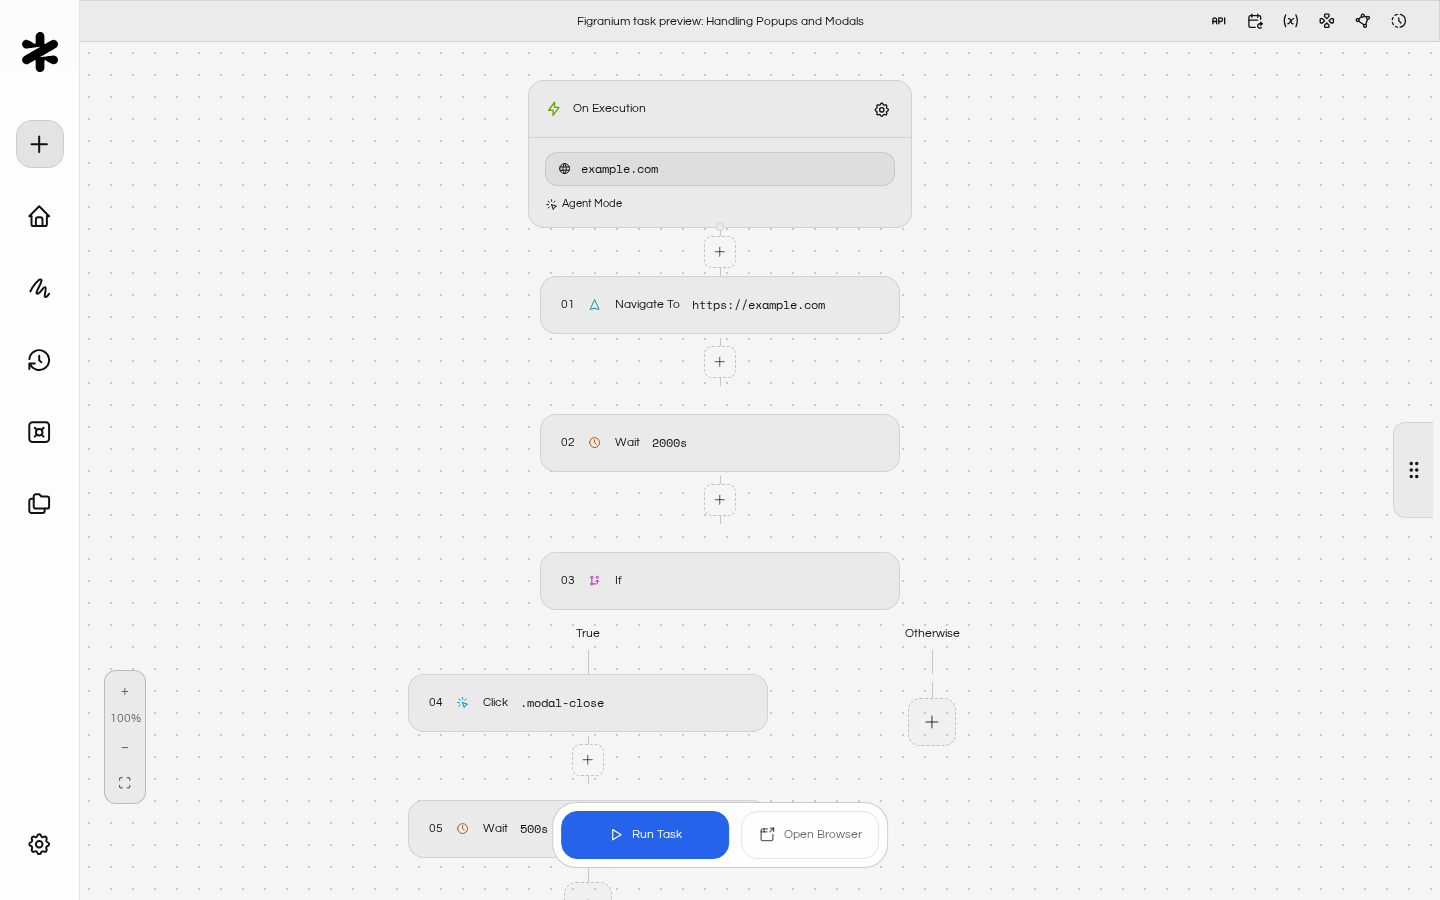 Figranium task preview: Handling Popups and Modals
API
(x)
On Execution
example.com
Agent Mode
01 Navigate To https://example.com
02 Wait 2000s
03 If
True
Otherwise
04 Click .modal-close
100%
05 Wait 500s
Run Task
Open Browser